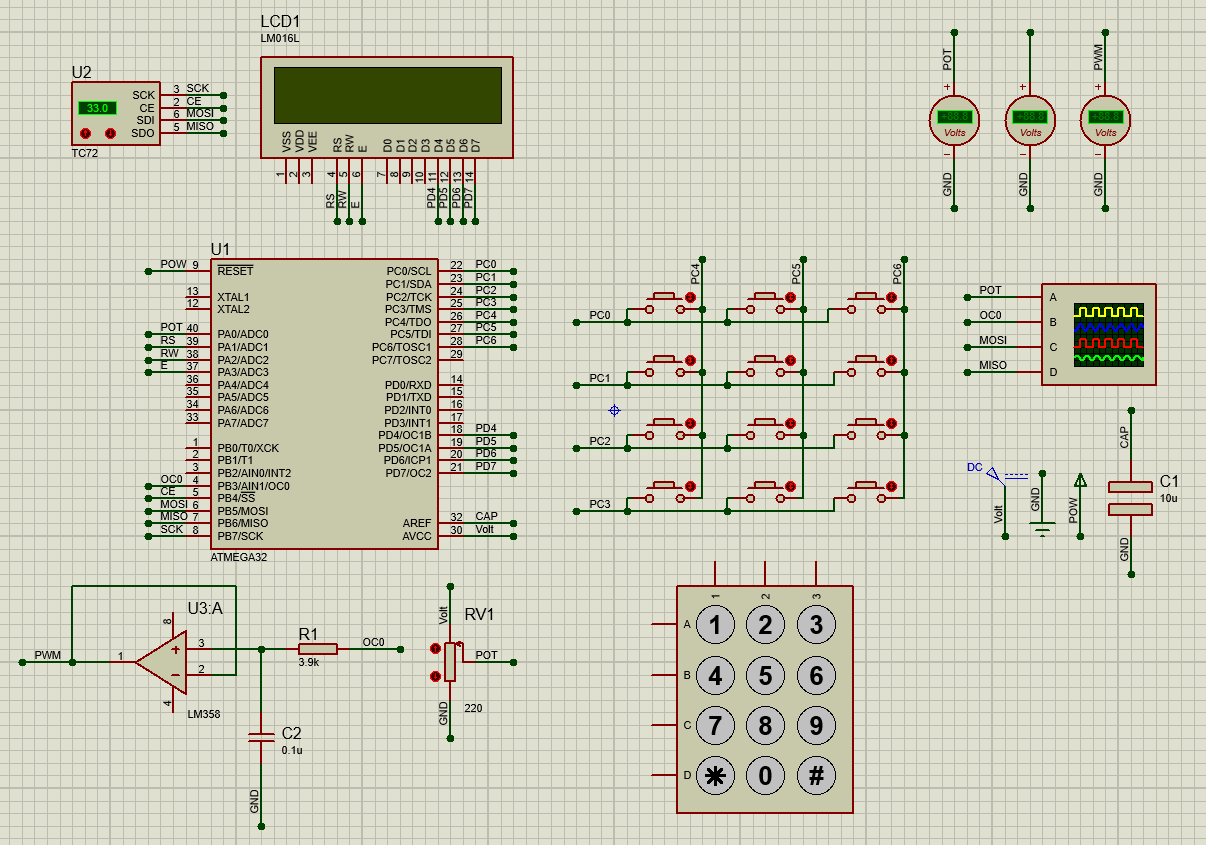 LCD1
LM016L
U2
33.0
SCK 3 SCK
CE 2 CE
SDI 6 MOSI
SDO 5 MISO
TC72
VSS VDD VEE RS RW E D0 D1 D2 D3 D4 D5 D6 D7
1 2 3 4 5 6 7 8 9 10 11 12 13 14
RS RW E PD4 PD5 PD6 PD7
POT
PWM
+ + +
+88.8 +88.8 +88.8
Volts Volts Volts
GND GND GND
U1
POW 9 RESET
13 XTAL1
12 XTAL2
POT 40 PA0/ADC0
RS 39 PA1/ADC1
RW 38 PA2/ADC2
E 37 PA3/ADC3
36 PA4/ADC4
35 PA5/ADC5
34 PA6/ADC6
33 PA7/ADC7
1 PB0/T0/XCK
2 PB1/T1
3 PB2/AIN0/INT2
OC0 4 PB3/AIN1/OC0
CE 5 PB4/SS
MOSI 6 PB5/MOSI
MISO 7 PB6/MISO
SCK 8 PB7/SCK
PC0/SCL 22 PC0
PC1/SDA 23 PC1
PC2/TCK 24 PC2
PC3/TMS 25 PC3
PC4/TDO 26 PC4
PC5/TDI 27 PC5
PC6/TOSC1 28 PC6
PC7/TOSC2 29
PD0/RXD 14
PD1/TXD 15
PD2/INT0 16
PD3/INT1 17
PD4/OC1B 18 PD4
PD5/OC1A 19 PD5
PD6/ICP1 20 PD6
PD7/OC2 21 PD7
AREF 32 CAP
AVCC 30 Volt
ATMEGA32
PC4 PC5 PC6
PC0
PC1
PC2
PC3
POT A
OC0 B
MOSI C
MISO D
DC
Volt
GND
POW
CAP
C1
10u
GND
U3:A
8
3
2
1
4
PWM
LM358
R1
3.9k
OC0
C2
0.1u
GND
Volt
RV1
POT
GND
220
1 2 3
A 1 2 3
B 4 5 6
C 7 8 9
D * 0 #